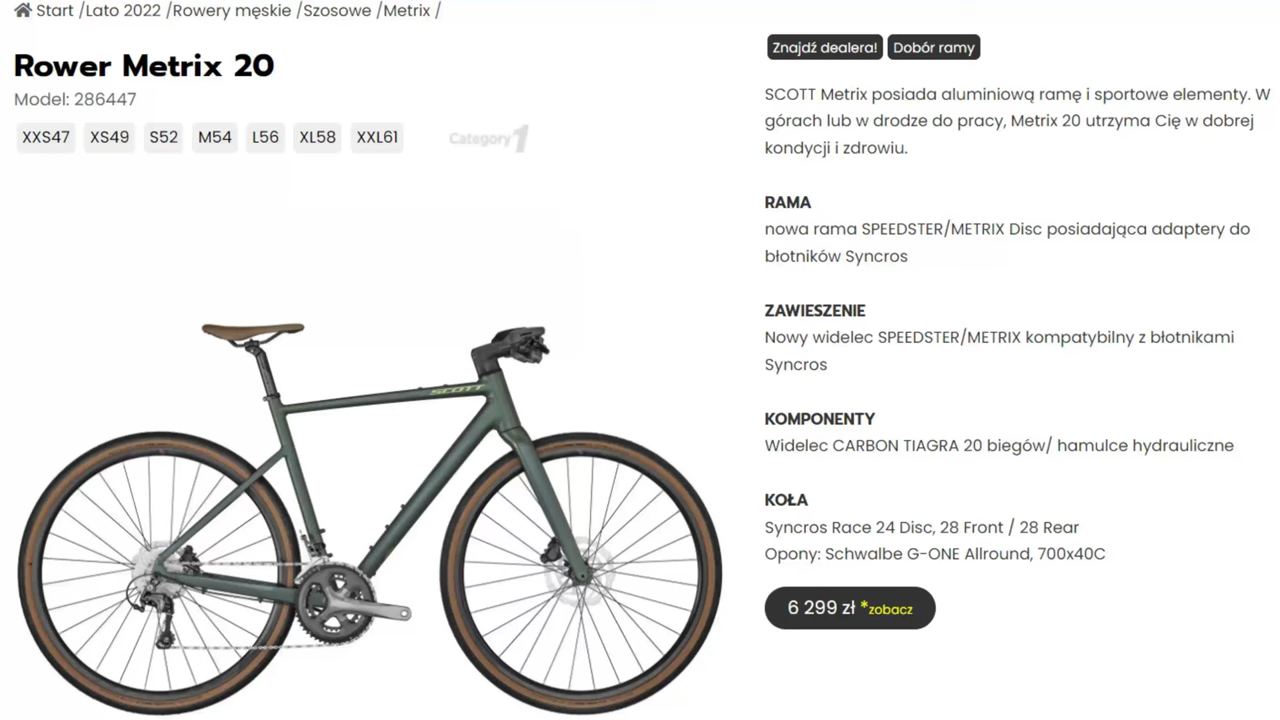 Start /Lato 2022 /Rowery męskie /Szosowe /Metrix /
Rower Metrix 20
Model: 286447
XXS47 XS49 S52 M54 L56 XL58 XXL61
Category 1
SCOTT
Znajdź dealera! Dobór ramy
SCOTT Metrix posiada aluminiową ramę i sportowe elementy. W
górach lub w drodze do pracy, Metrix 20 utrzyma Cię w dobrej
kondycji i zdrowiu.
RAMA
nowa rama SPEEDSTER/METRIX Disc posiadająca adaptery do
błotników Syncros
ZAWIESZENIE
Nowy widelec SPEEDSTER/METRIX kompatybilny z błotnikami
Syncros
KOMPONENTY
Widelec CARBON TIAGRA 20 biegów/ hamulce hydrauliczne
KOŁA
Syncros Race 24 Disc, 28 Front / 28 Rear
Opony: Schwalbe G-ONE Allround, 700x40C
6 299 zł *zobacz